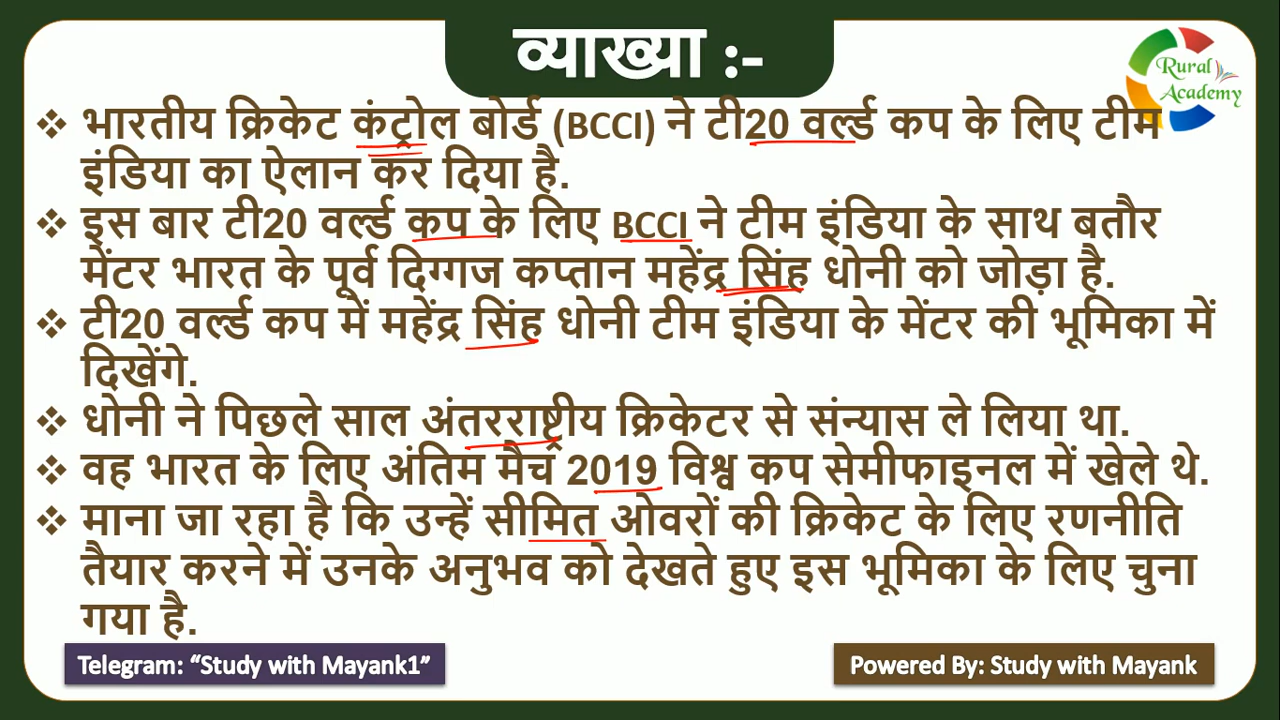 व्याख्या :-
Rural
Academy
❖ भारतीय क्रिकेट कंट्रोल बोर्ड (BCCI) ने टी20 वर्ल्ड कप के लिए टीम
इंडिया का ऐलान कर दिया है.
❖ इस बार टी20 वर्ल्ड कप के लिए BCCI ने टीम इंडिया के साथ बतौर
मेंटर भारत के पूर्व दिग्गज कप्तान महेंद्र सिंह धोनी को जोड़ा है.
❖ टी20 वर्ल्ड कप में महेंद्र सिंह धोनी टीम इंडिया के मेंटर की भूमिका में
दिखेंगे.
❖ धोनी ने पिछले साल अंतरराष्ट्रीय क्रिकेटर से संन्यास ले लिया था.
❖ वह भारत के लिए अंतिम मैच 2019 विश्व कप सेमीफाइनल में खेले थे.
❖ माना जा रहा है कि उन्हें सीमित ओवरों की क्रिकेट के लिए रणनीति
तैयार करने में उनके अनुभव को देखते हुए इस भूमिका के लिए चुना
गया है.
Telegram: “Study with Mayank1”
Powered By: Study with Mayank